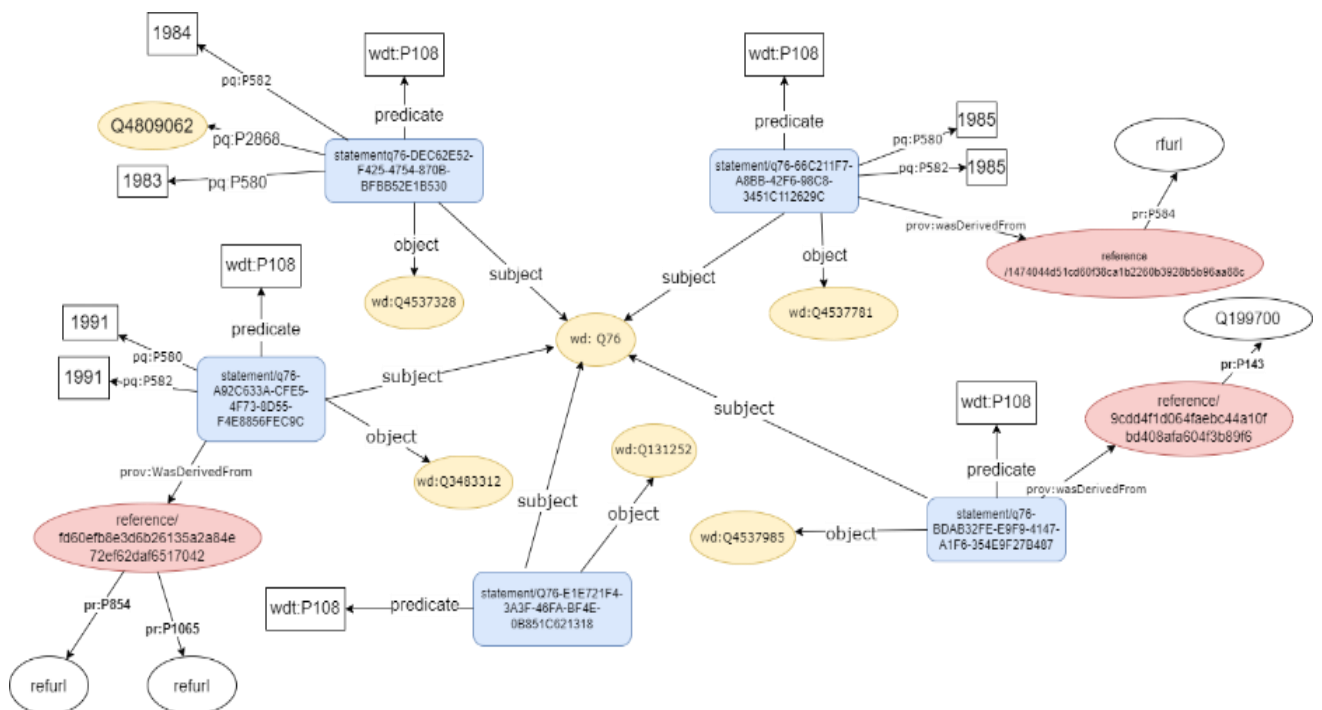 1984
wdt:P108
wdt:P108
pq:P582
predicate
predicate
Q4809062
pq:P2868
1985
pq:P580
rfurl
statementq76-DEC62E52-
F425-4754-870B-
BFBB52E1B530
statement/q76-66C211F7-
A8BB-42F6-98C8-
3451C112629C
pq:P582
1985
1983
pq:P580
pr:P584
prov:wasDerivedFrom
object
subject
object
subject
reference
/1474044d51cd60f38ca1b2260b3928b5b96aa68c
wdt:P108
wd:Q4537328
wd:Q4537781
Q199700
1991
pq:P580
predicate
wd: Q76
pr:P143
1991
pq:P582
statement/q76-
A92C633A-CFE5-
4F73-8D55-
F4E8856FEC9C
subject
subject
wdt:P108
reference/
9cdd4f1d064faebc44a10f
bd408afa604f3b89f6
object
wd:Q131252
prov:WasDerivedFrom
wd:Q3483312
predicate
prov:wasDerivedFrom
subject
object
reference/
fd60efb8e3d6b26135a2a84e
72ef62daf6517042
wd:Q4537985
object
statement/q76-
BDAB32FE-E9F9-4147-
A1F6-354E9F27B487
pr:P854
pr:P1065
wdt:P108
predicate
statement/Q76-E1E721F4-
3A3F-46FA-BF4E-
0B851C621318
refurl
refurl